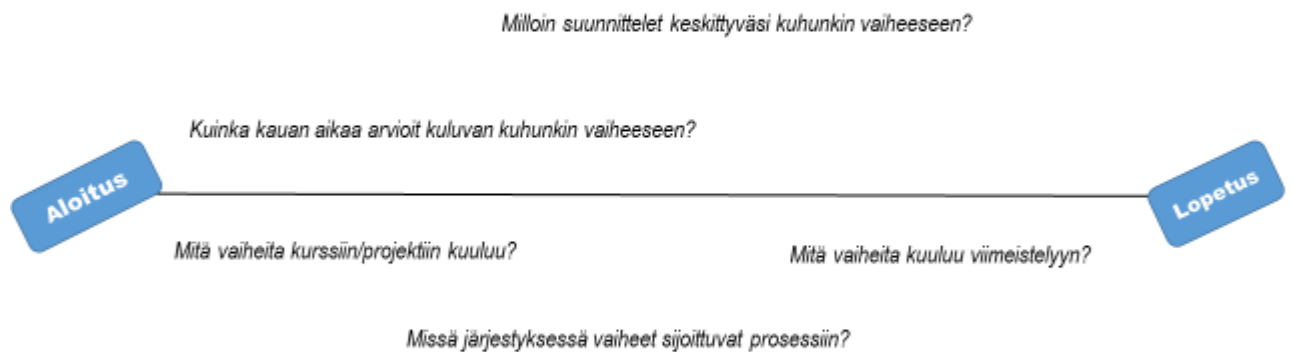 Milloin suunnittelet keskittyväsi kuhunkin vaiheeseen?
Kuinka kauan aikaa arvioit kuluvan kuhunkin vaiheeseen?
Aloitus
Lopetus
Mitä vaiheita kurssiin/projektiin kuuluu?
Mitä vaiheita kuuluu viimeistelyyn?
Missä järjestyksessä vaiheet sijoittuvat prosessiin?